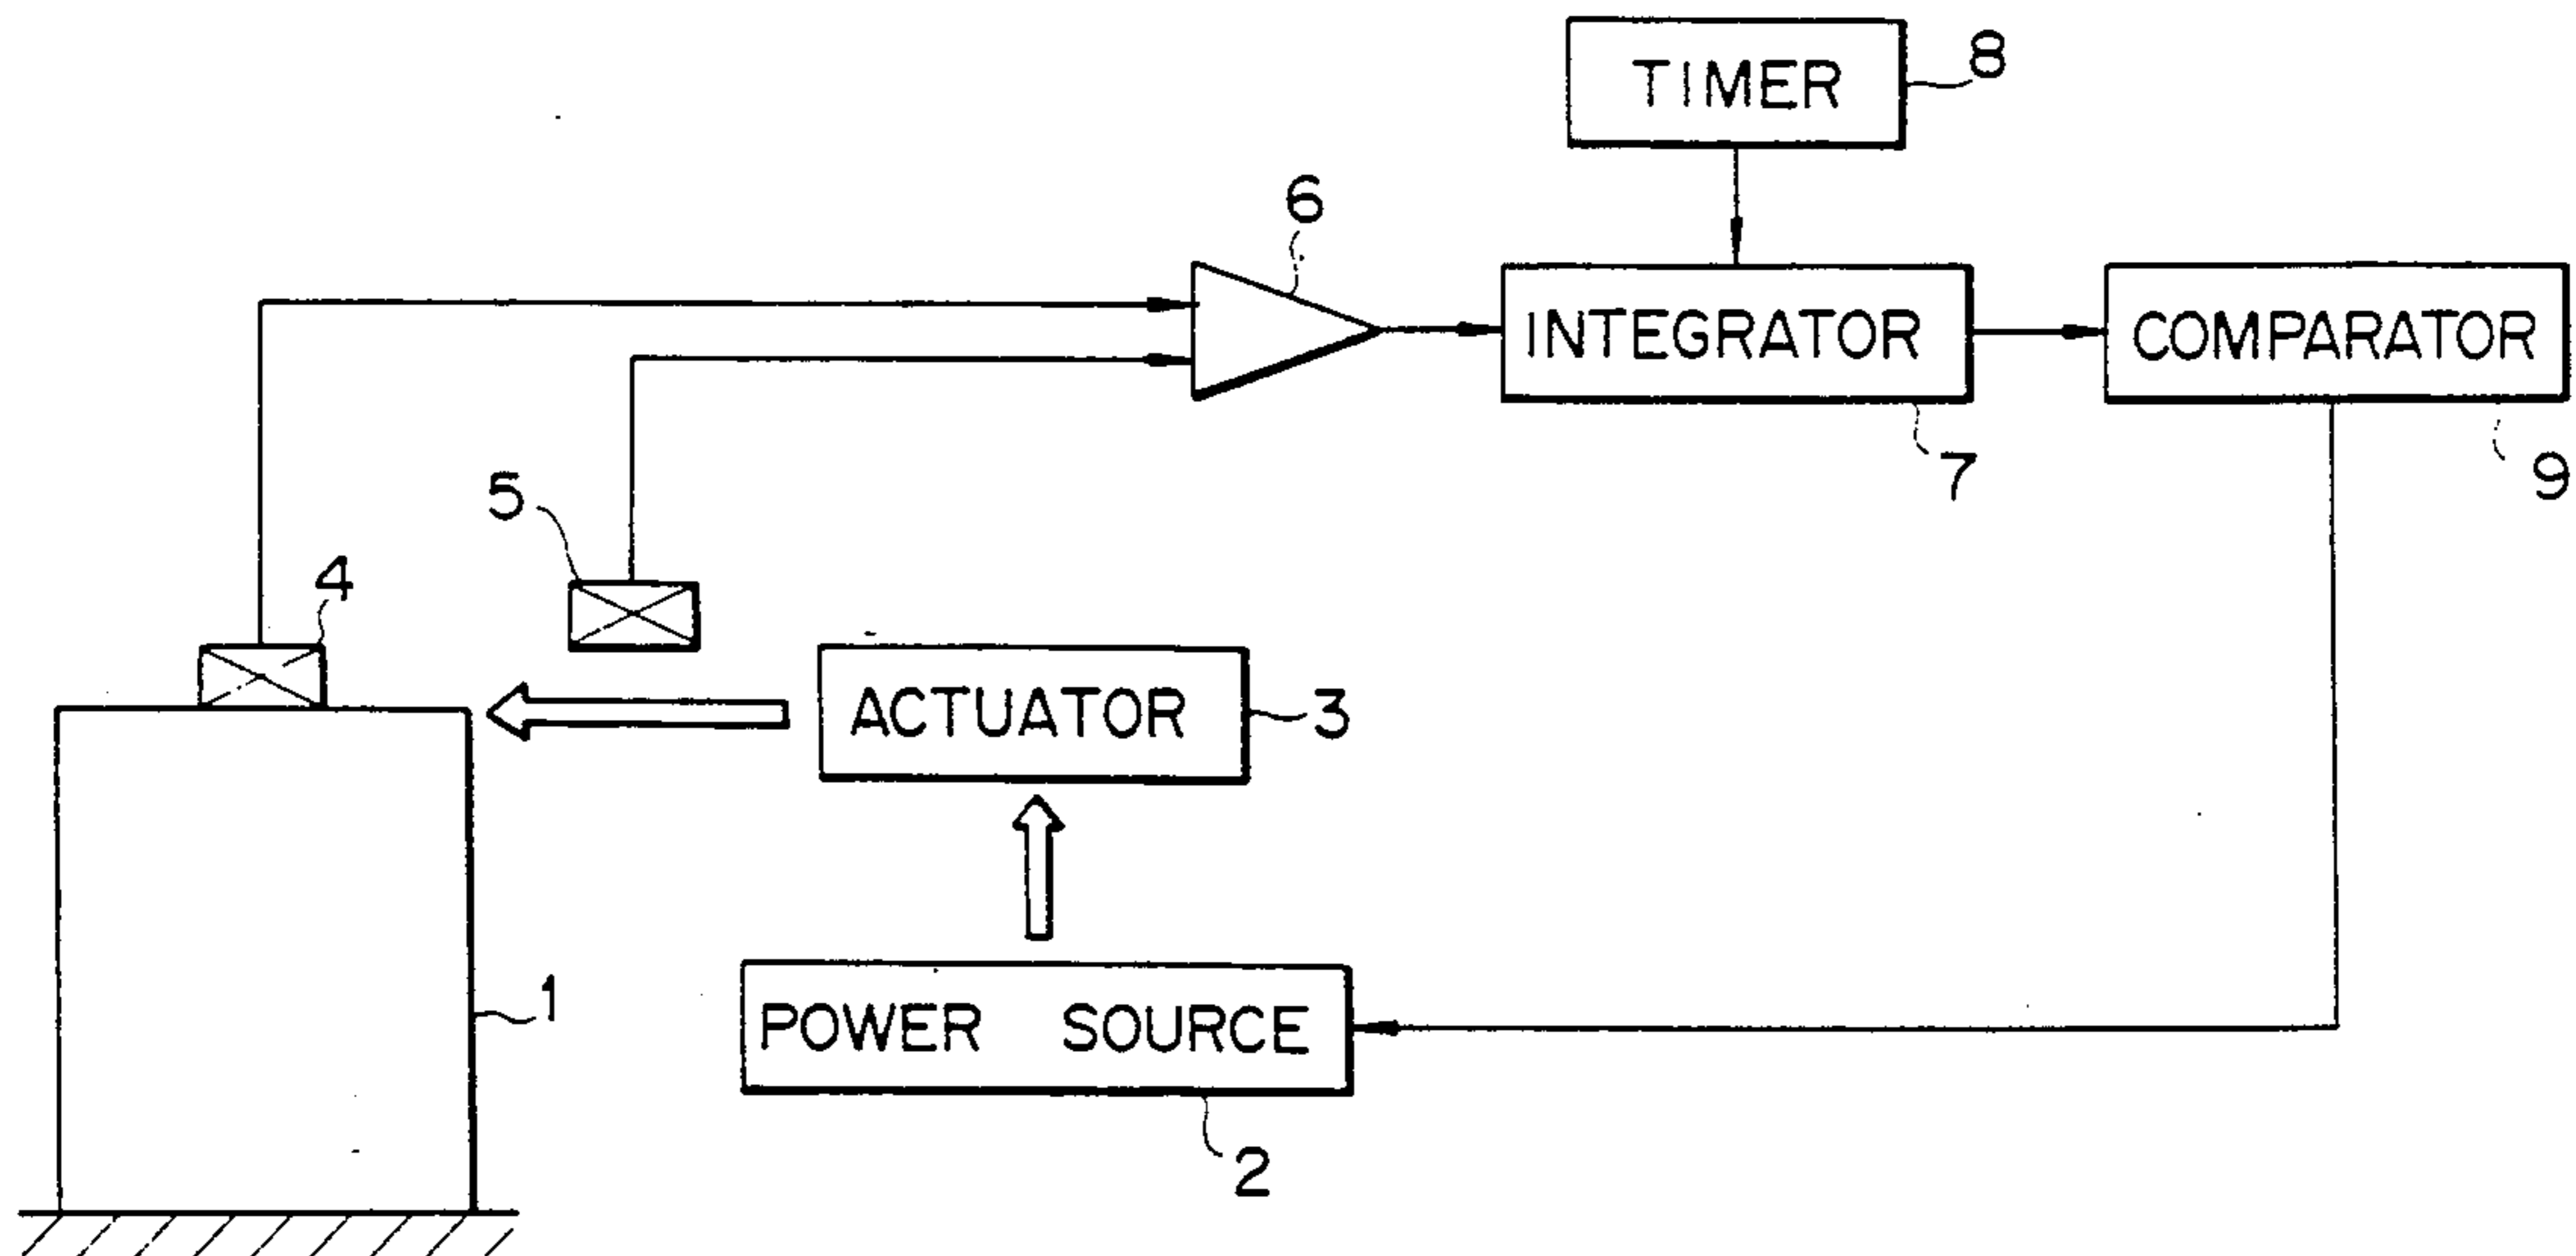 TIMER
8
6
INTEGRATOR
COMPARATOR
7
9
5
4
ACTUATOR
3
1
POWER SOURCE
2